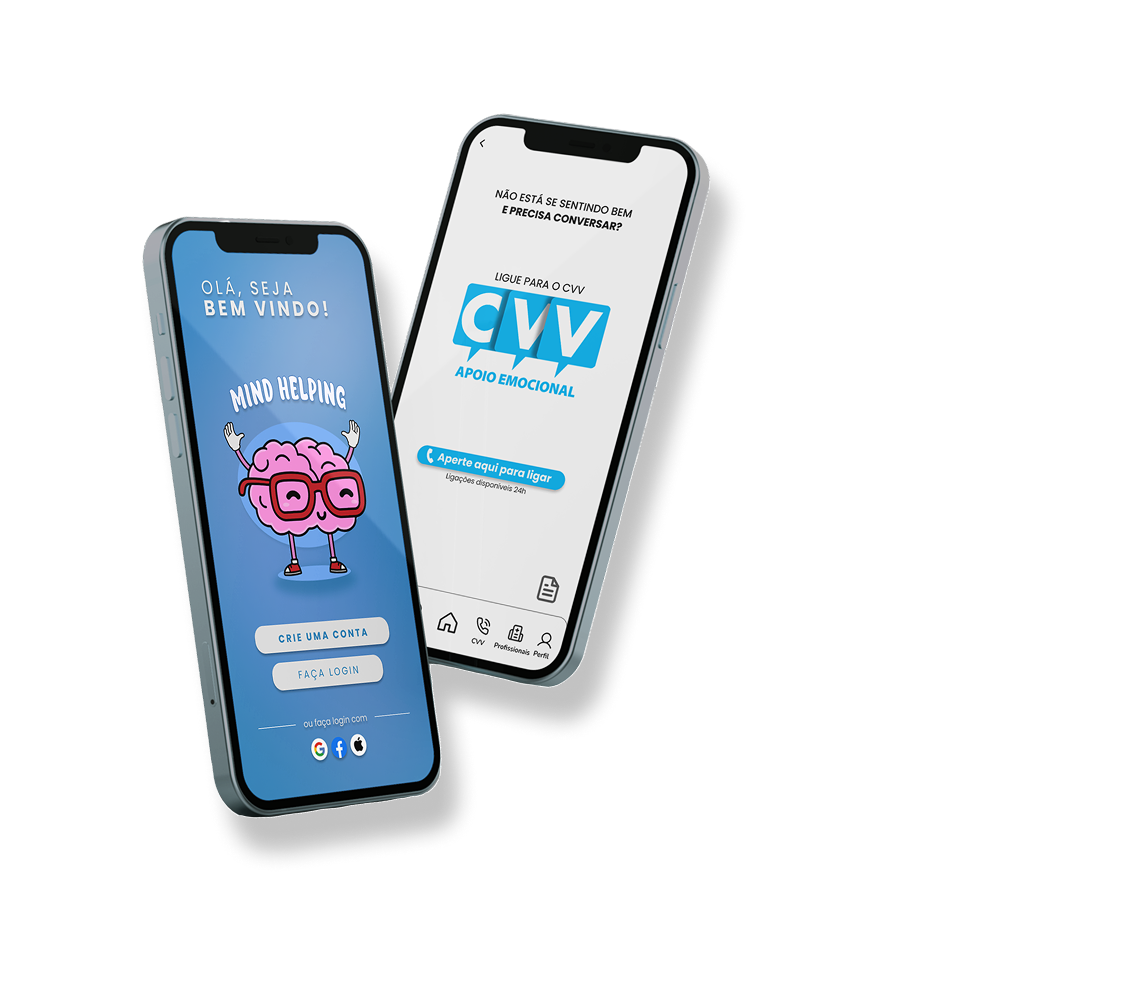 OLÁ, SEJA
BEM VINDO!
MIND HELPING
CRIE UMA CONTA
FAÇA LOGIN
ou faça login com
NÃO ESTÁ SE SENTINDO BEM
E PRECISA CONVERSAR?
LIGUE PARA O CVV
CVV
APOIO EMOCIONAL
Aperte aqui para ligar
Ligações disponíveis 24h
CVV
Profissionais
Perfil